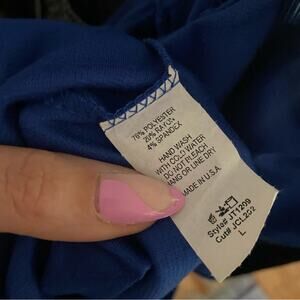 76% POLYESTER
20% RAYON
4% SPANDEX
HAND WASH
WITH COLD WATER
DO NOT BLEACH
HANG OR LINE DRY
MADE IN U.S.A.
Style# JT1209
Cut# JCL2G2
L